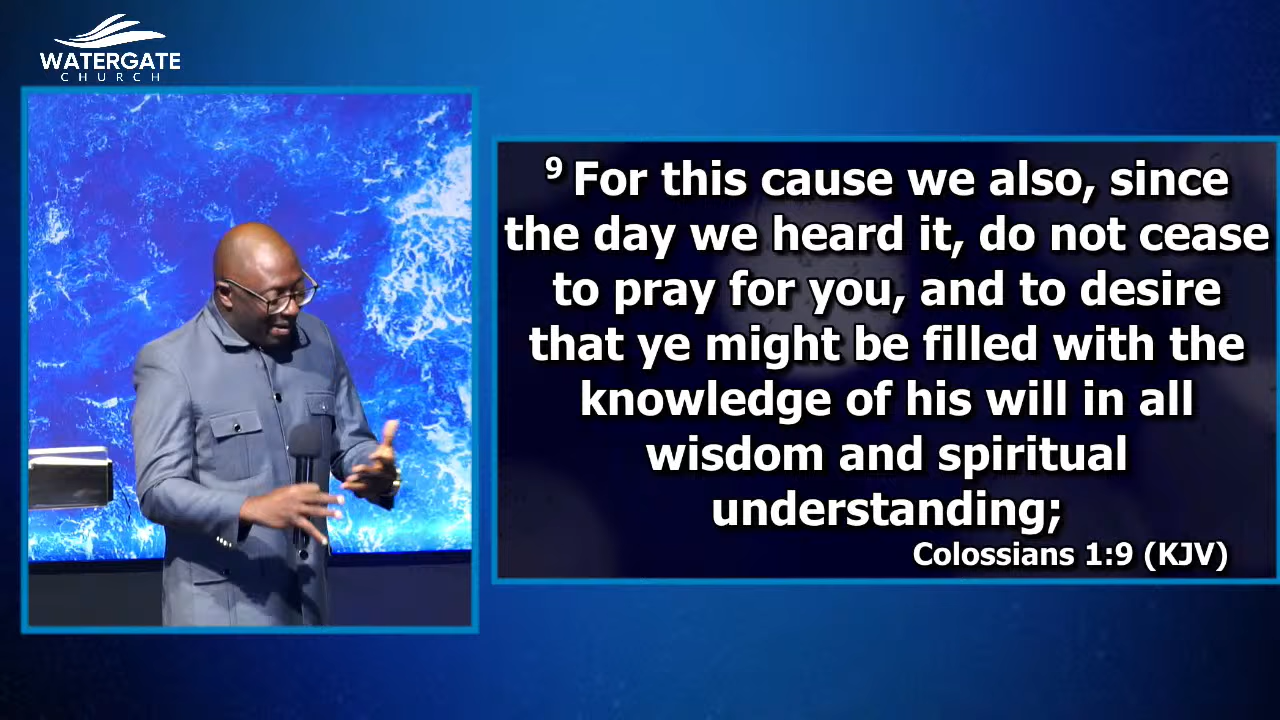 WATERGATE
CHURCH
9 For this cause we also, since
the day we heard it, do not cease
to pray for you, and to desire
that ye might be filled with the
knowledge of his will in all
wisdom and spiritual
understanding;
Colossians 1:9 (KJV)